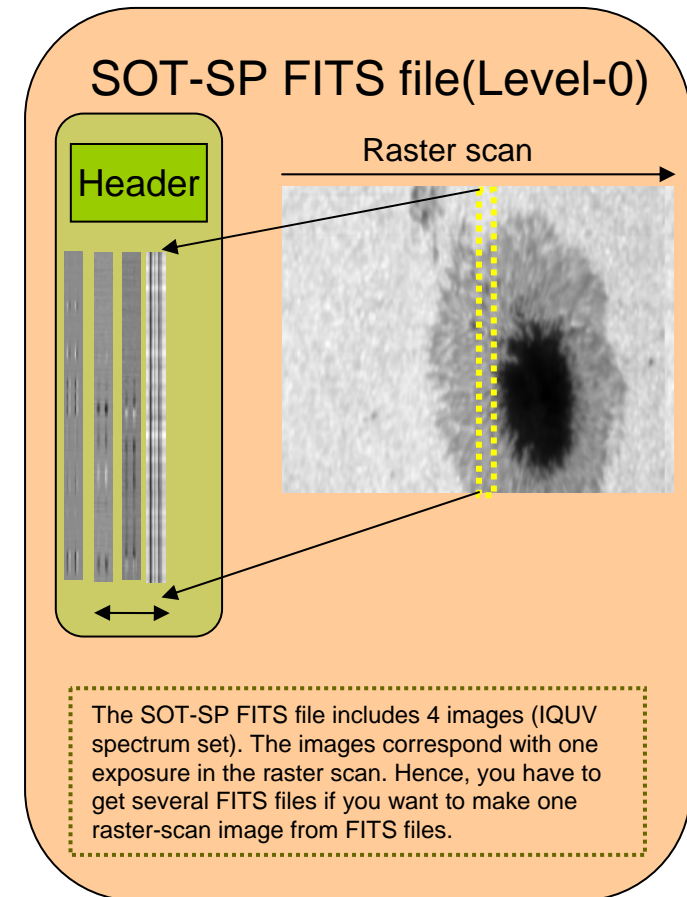 SOT-SP FITS file(Level-0)
Header
Raster scan
The SOT-SP FITS file includes 4 images (IQUV
spectrum set). The images correspond with one
exposure in the raster scan. Hence, you have to
get several FITS files if you want to make one
raster-scan image from FITS files.